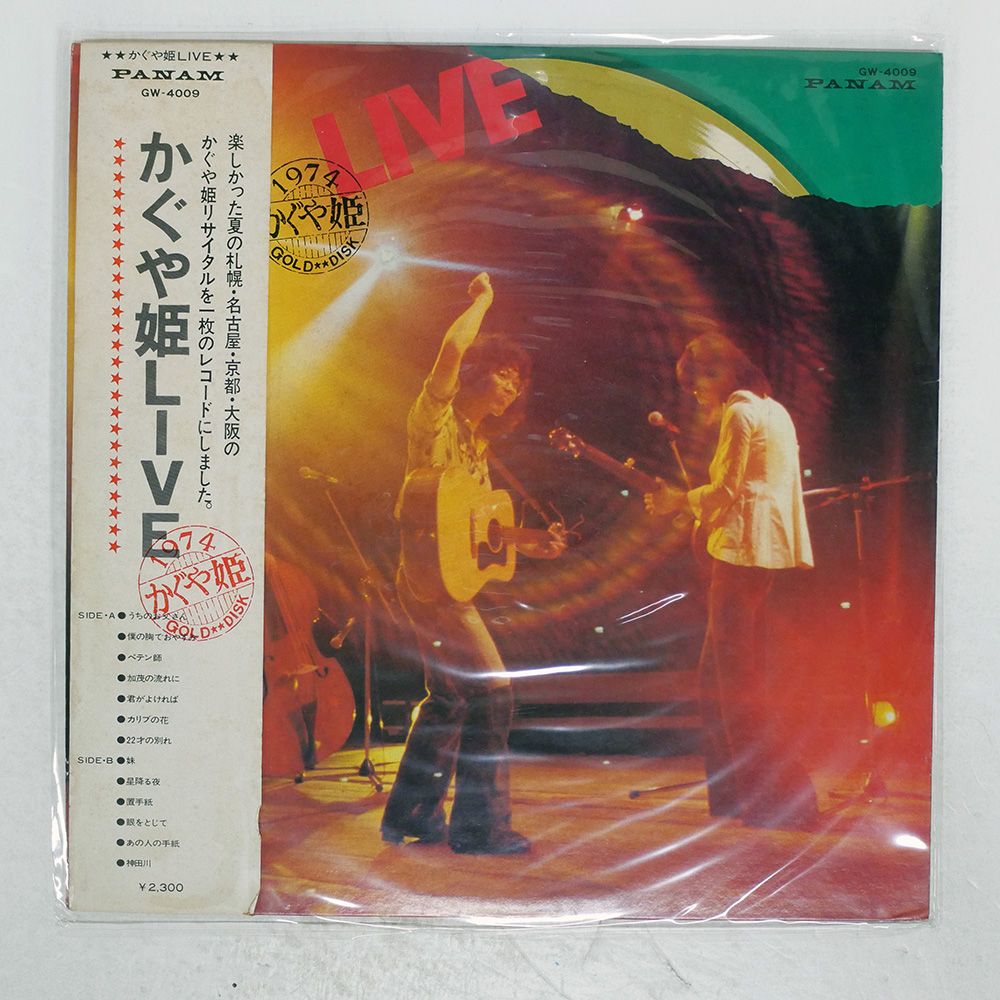 ★★かぐや姫LIVE★★
PANAM
GW-4009
楽しかった夏の札幌・名古屋・京都・大阪の
かぐや姫リサイタルを一枚のレコードにしました。
かぐや姫LIVE
1974
かぐや姫
GOLD★★DISK
SIDE・A ●うちのお父さん
●僕の胸でおやすみ
●ペテン師
●加茂の流れに
●君がよければ
●カリブの花
●22才の別れ
SIDE・B ●妹
●星降る夜
●置手紙
●眼をとじて
●あの人の手紙
●神田川
¥2,300
LIVE
1974
かぐや姫
GOLD★★DISK
GW-4009
PANAM